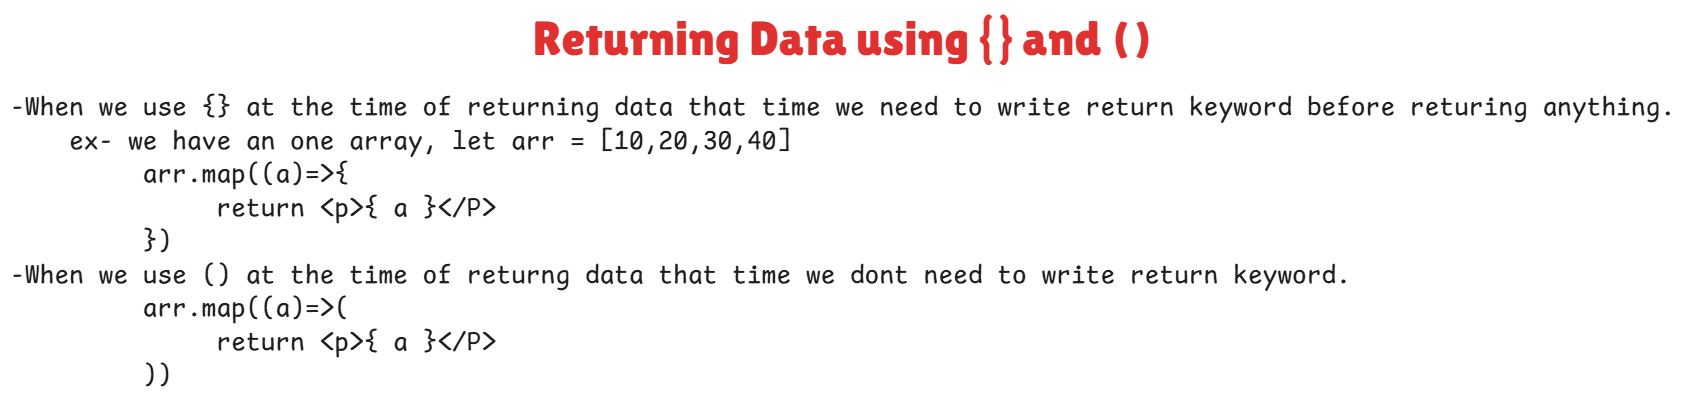 Returning Data using {} and ()
-When we use {} at the time of returning data that time we need to write return keyword before returing anything.
ex- we have an one array, let arr = [10,20,30,40]
arr.map((a)=>{
return <p>{ a }</P>
})
-When we use () at the time of returng data that time we dont need to write return keyword.
arr.map((a)=>(
return <p>{ a }</P>
))